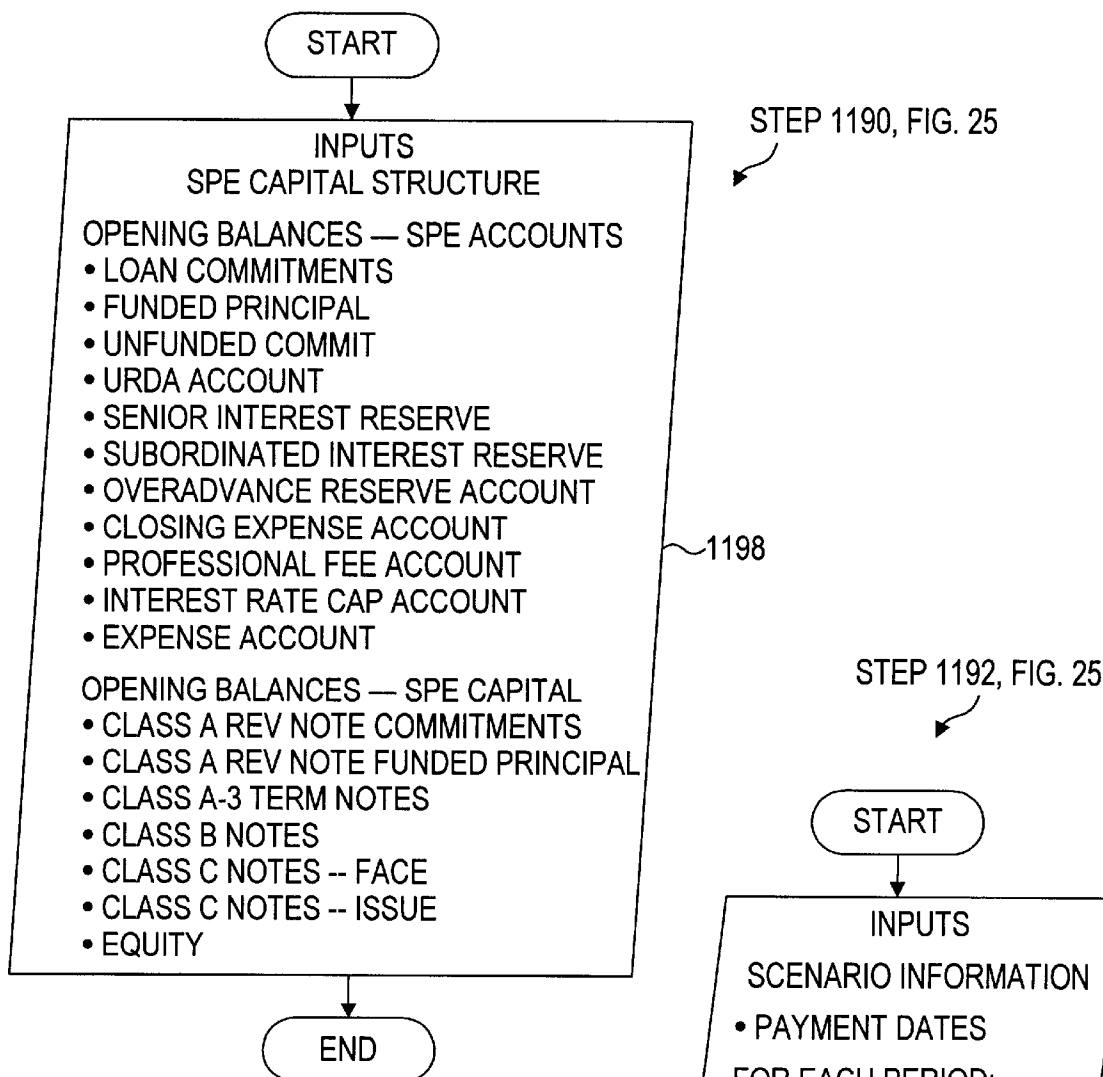 START
STEP 1190, FIG. 25
INPUTS
SPE CAPITAL STRUCTURE
OPENING BALANCES — SPE ACCOUNTS
• LOAN COMMITMENTS
• FUNDED PRINCIPAL
• UNFUNDED COMMIT
• URDA ACCOUNT
• SENIOR INTEREST RESERVE
• SUBORDINATED INTEREST RESERVE
• OVERADVANCE RESERVE ACCOUNT
• CLOSING EXPENSE ACCOUNT
• PROFESSIONAL FEE ACCOUNT
• INTEREST RATE CAP ACCOUNT
• EXPENSE ACCOUNT
1198
OPENING BALANCES — SPE CAPITAL
• CLASS A REV NOTE COMMITMENTS
• CLASS A REV NOTE FUNDED PRINCIPAL
• CLASS A-3 TERM NOTES
• CLASS B NOTES
• CLASS C NOTES -- FACE
• CLASS C NOTES -- ISSUE
• EQUITY
END
STEP 1192, FIG. 25
START
INPUTS
SCENARIO INFORMATION
• PAYMENT DATES
FOR EACH PERIOD: